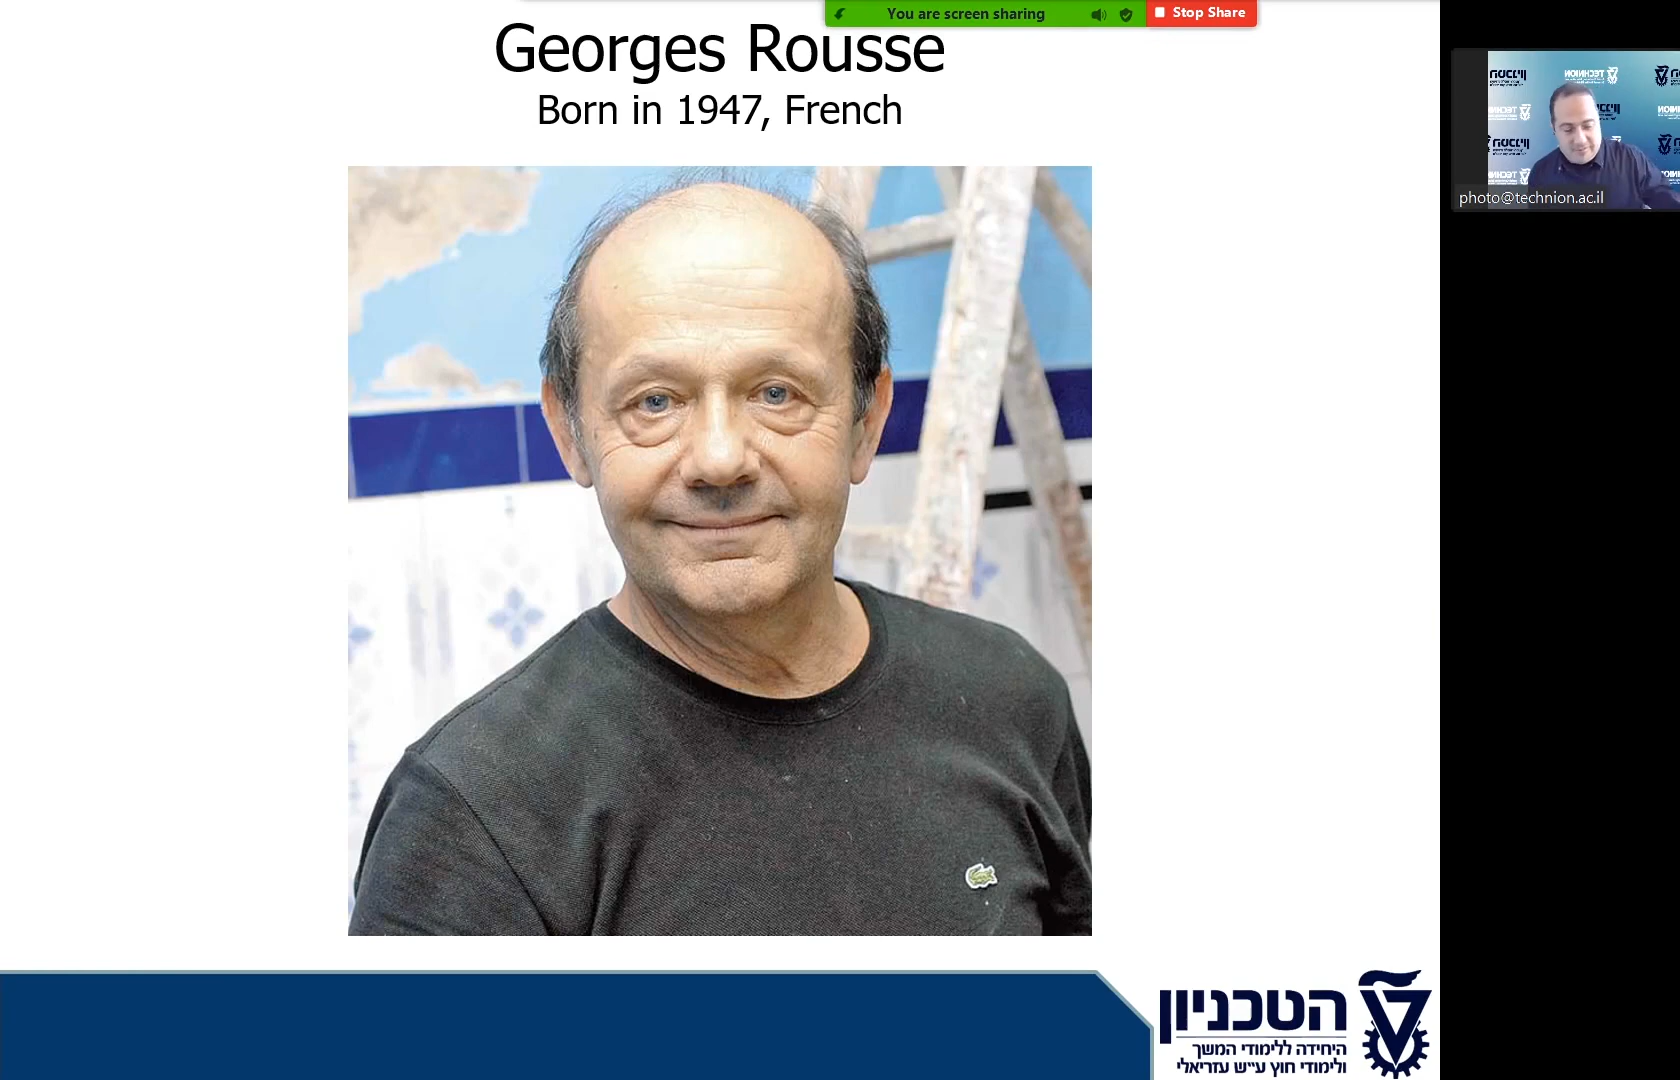 You are screen sharing
Stop Share
Georges Rousse
Born in 1947, French
photo@technion.ac.il
הטכניון
היחידה ללימודי המשך
ולימודי חוץ ע״ש עזריאלי